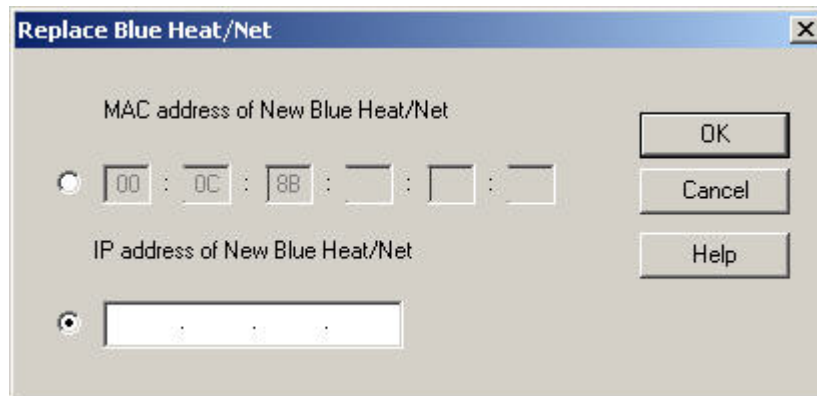 Replace Blue Heat/Net
MAC address of New Blue Heat/Net
OK
00 : 0C : 8B : : :
Cancel
IP address of New Blue Heat/Net
Help
. . .